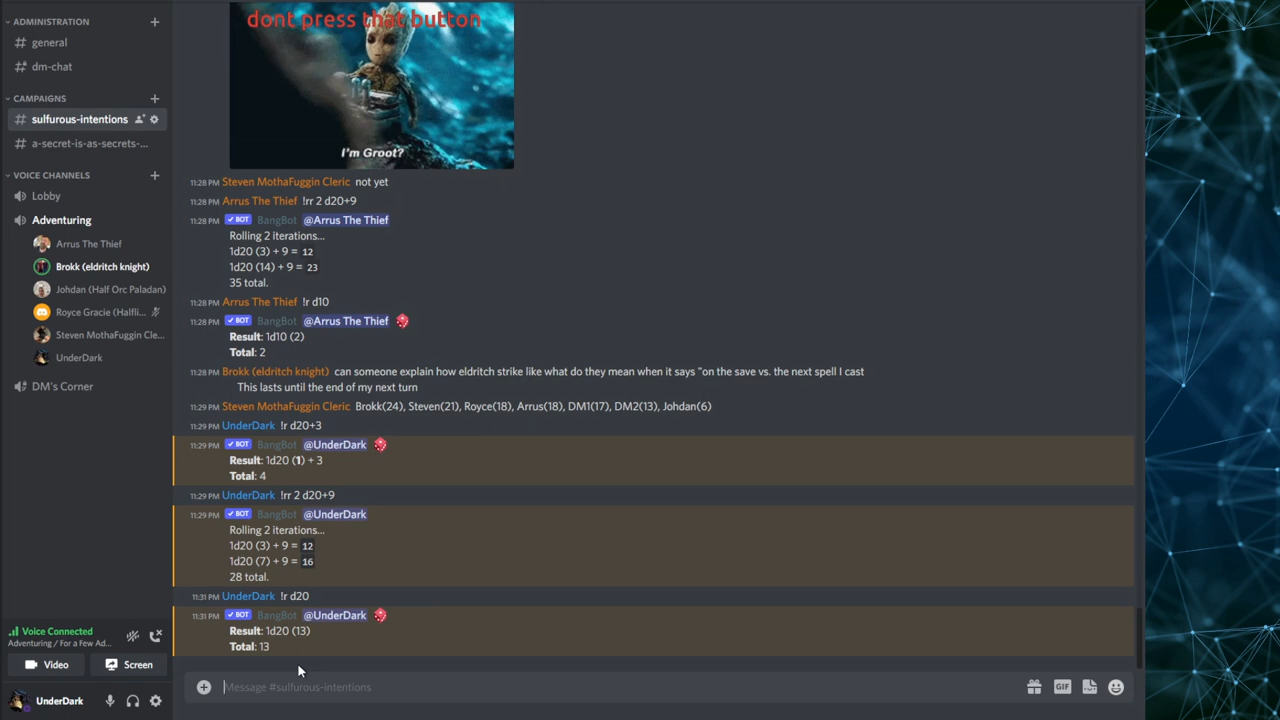 ADMINISTRATION
general
dm-chat
CAMPAIGNS
sulfurous-intentions
a-secret-is-as-secrets-...
VOICE CHANNELS
Lobby
Adventuring
Arrus The Thief
Brokk (eldritch knight)
Johdan (Half Orc Paladan)
Royce Gracie (Halfli...
Steven MothaFuggin Cle...
UnderDark
DM's Corner
Voice Connected
Adventuring / For a Few Ad...
Video
Screen
UnderDark
dont press that button
I'm Groot?
11:28 PM Steven MothaFuggin Cleric not yet
11:28 PM Arrus The Thief !rr 2 d20+9
11:28 PM BOT BangBot @Arrus The Thief
Rolling 2 iterations...
1d20 (3) + 9 = 12
1d20 (14) + 9 = 23
35 total.
11:28 PM Arrus The Thief !r d10
11:28 PM BOT BangBot @Arrus The Thief
Result: 1d10 (2)
Total: 2
11:28 PM Brokk (eldritch knight) can someone explain how eldritch strike like what do they mean when it says "on the save vs. the next spell I cast
This lasts until the end of my next turn
11:29 PM Steven MothaFuggin Cleric Brokk(24), Steven(21), Royce(18), Arrus(18), DM1(17), DM2(13), Johdan(6)
11:29 PM UnderDark !r d20+3
11:29 PM BOT BangBot @UnderDark
Result: 1d20 (1) + 3
Total: 4
11:29 PM UnderDark !rr 2 d20+9
11:29 PM BOT BangBot @UnderDark
Rolling 2 iterations...
1d20 (3) + 9 = 12
1d20 (7) + 9 = 16
28 total.
11:31 PM UnderDark !r d20
11:31 PM BOT BangBot @UnderDark
Result: 1d20 (13)
Total: 13
Message #sulfurous-intentions
GIF